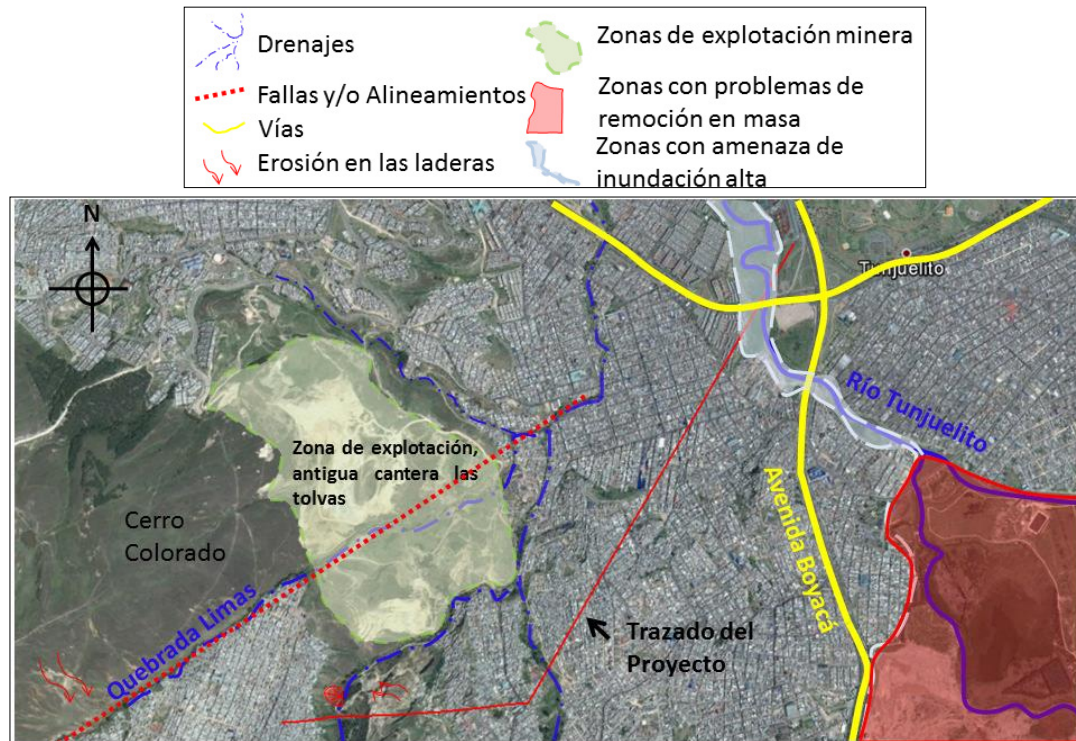 Drenajes
Fallas y/o Alineamientos
Vías
Erosión en las laderas
Zonas de explotación minera
Zonas con problemas de
remoción en masa
Zonas con amenaza de
inundación alta
N
Tunjuelito
Río Tunjuelito
Zona de explotación,
antigua cantera las
tolvas
Cerro
Colorado
Quebrada Limas
Avenida Boyacá
Trazado del
Proyecto